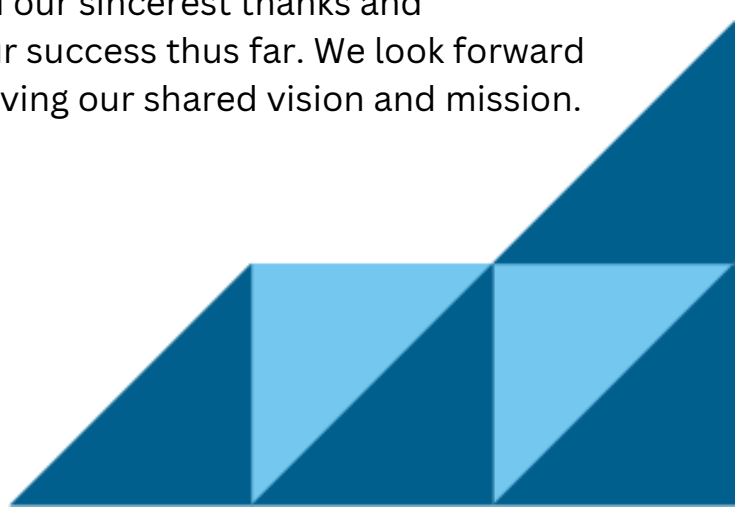 our sincerest thanks and
success thus far. We look forward
our shared vision and mission.